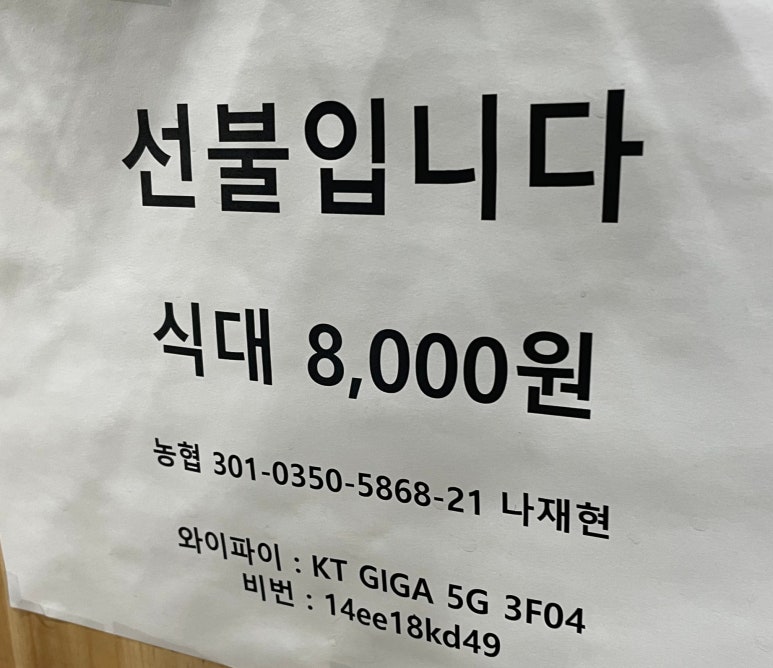 선불입니다
식대 8,000원
농협 301-0350-5868-21 나재현
와이파이 : KT GIGA 5G 3F04
비번 : 14ee18kd49